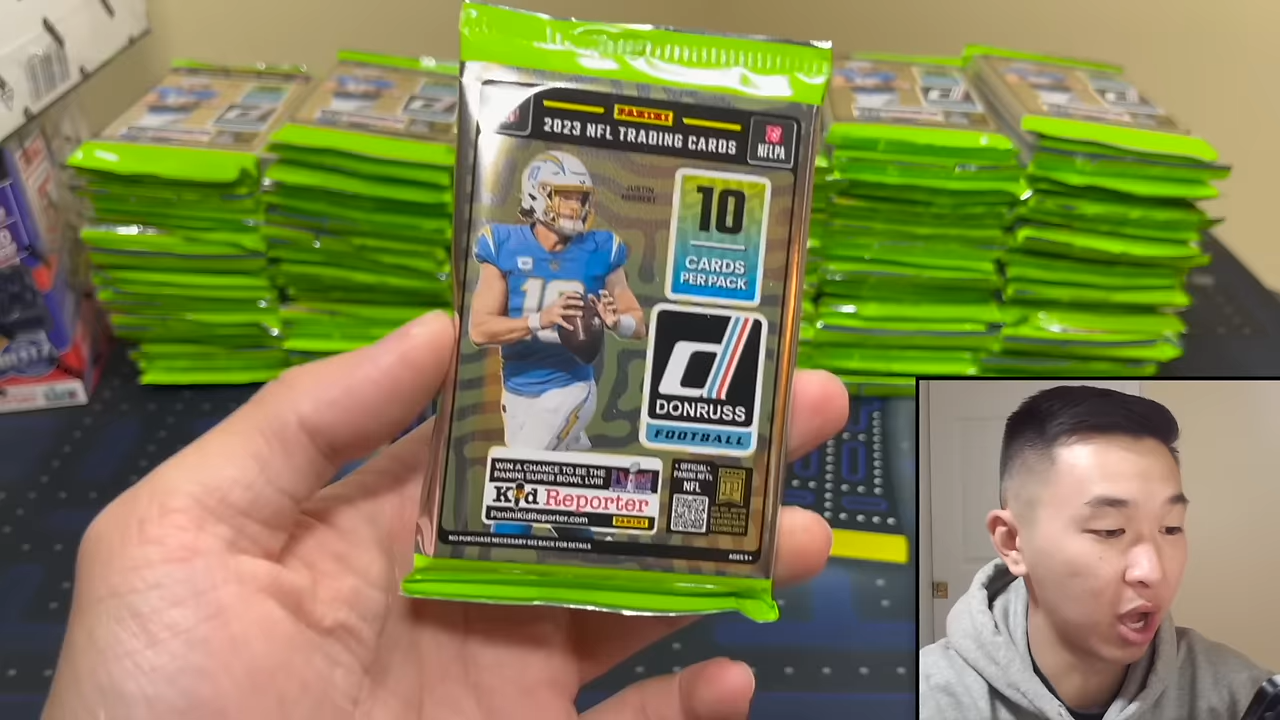 PANINI
2023 NFL TRADING CARDS
NFLPA
JUSTIN
HERBERT
10
CARDS
PER PACK
DONRUSS
FOOTBALL
WIN A CHANCE TO BE THE
PANINI SUPER BOWL LVIII
Kid Reporter
PaniniKidReporter.com
PANINI
OFFICIAL
PANINI NFTs
NFL
NO PURCHASE NECESSARY SEE BACK FOR DETAILS
AGES 9+